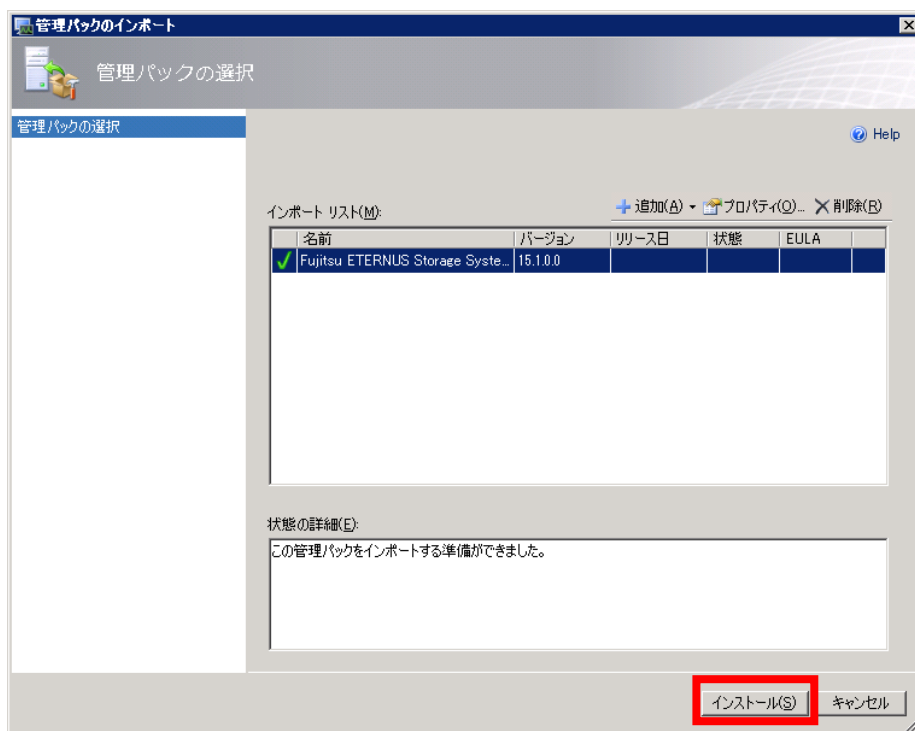 管理パックのインポート
管理パックの選択
管理パックの選択
Help
インポート リスト(M):
追加(A) プロパティ(O)... 削除(R)
名前 バージョン リリース日 状態 EULA
Fujitsu ETERNUS Storage Syste... 15.1.0.0
状態の詳細(E):
この管理パックをインポートする準備ができました。
インストール(S) キャンセル